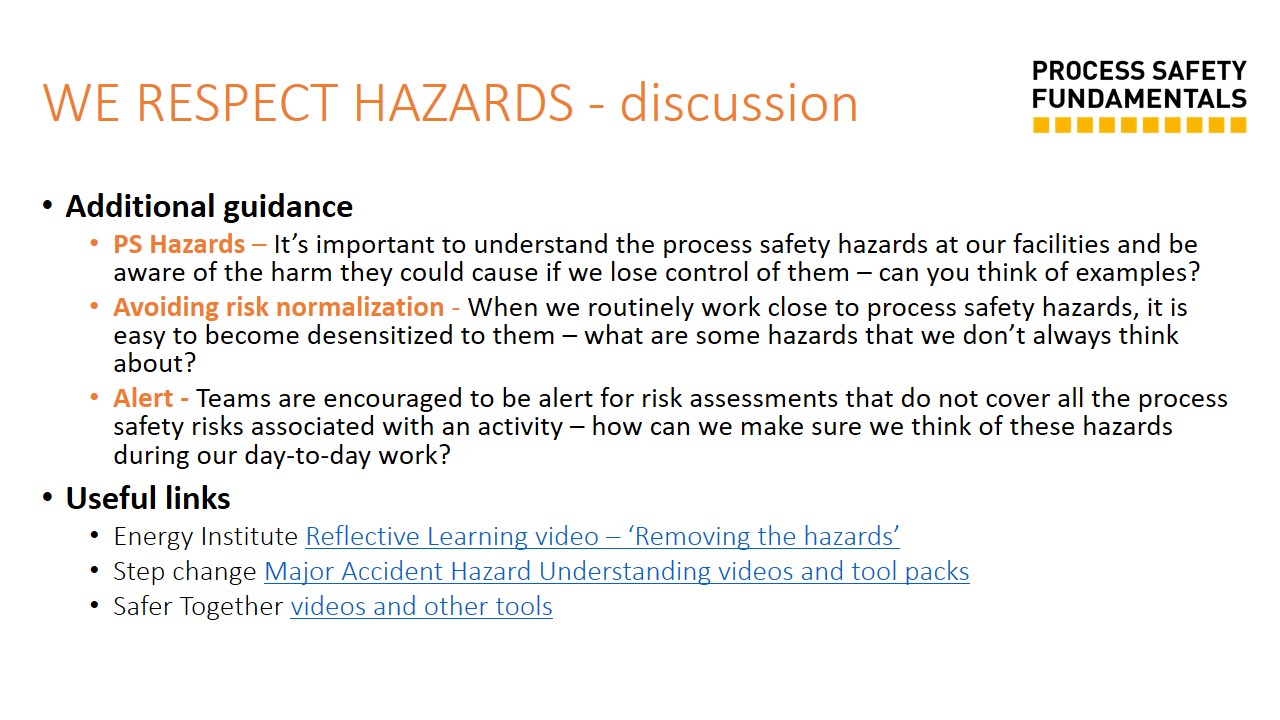 WE RESPECT HAZARDS - discussion
PROCESS SAFETY
FUNDAMENTALS
• Additional guidance
• PS Hazards – It’s important to understand the process safety hazards at our facilities and be
aware of the harm they could cause if we lose control of them – can you think of examples?
• Avoiding risk normalization - When we routinely work close to process safety hazards, it is
easy to become desensitized to them – what are some hazards that we don’t always think
about?
• Alert - Teams are encouraged to be alert for risk assessments that do not cover all the process
safety risks associated with an activity – how can we make sure we think of these hazards
during our day-to-day work?
• Useful links
• Energy Institute Reflective Learning video – ‘Removing the hazards’
• Step change Major Accident Hazard Understanding videos and tool packs
• Safer Together videos and other tools